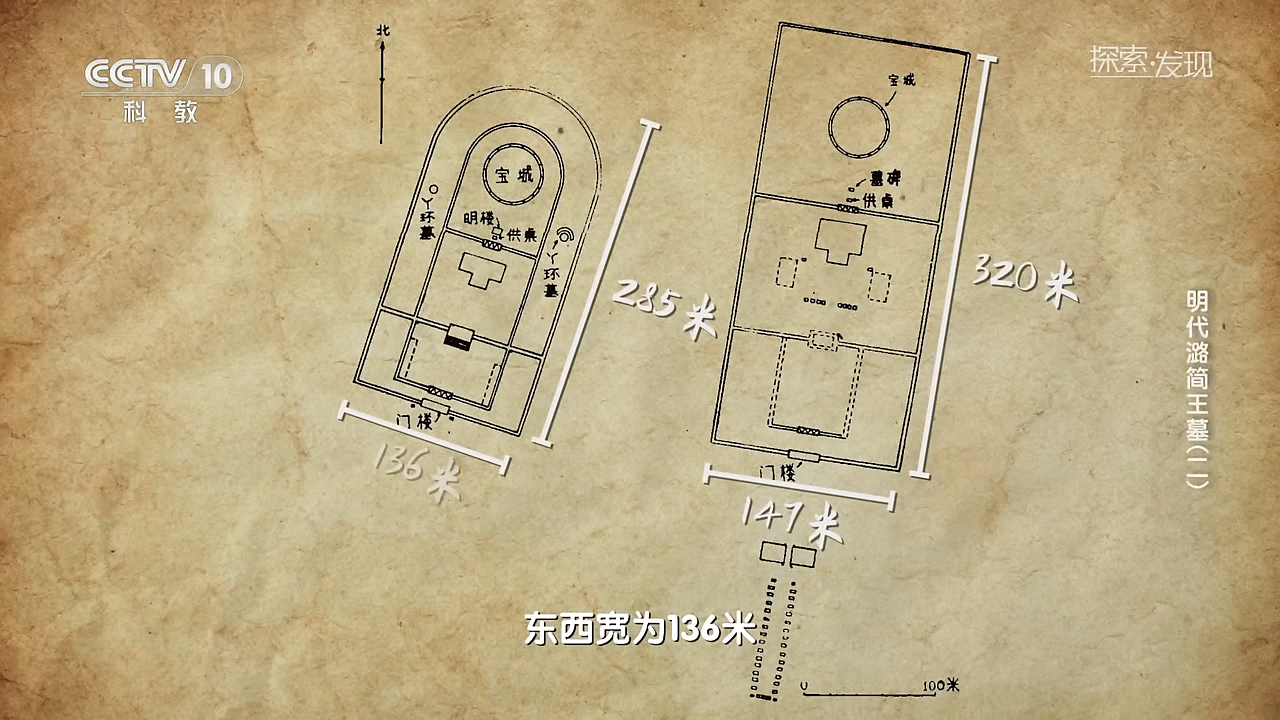 CCTV 10
科教
探索·发现
北
宝城
明楼
供桌
丫环墓
丫环墓
门楼
285米
136米
宝城
墓碑
供桌
320米
门楼
147米
明代潞简王墓(二)
东西宽为136米
0 100米